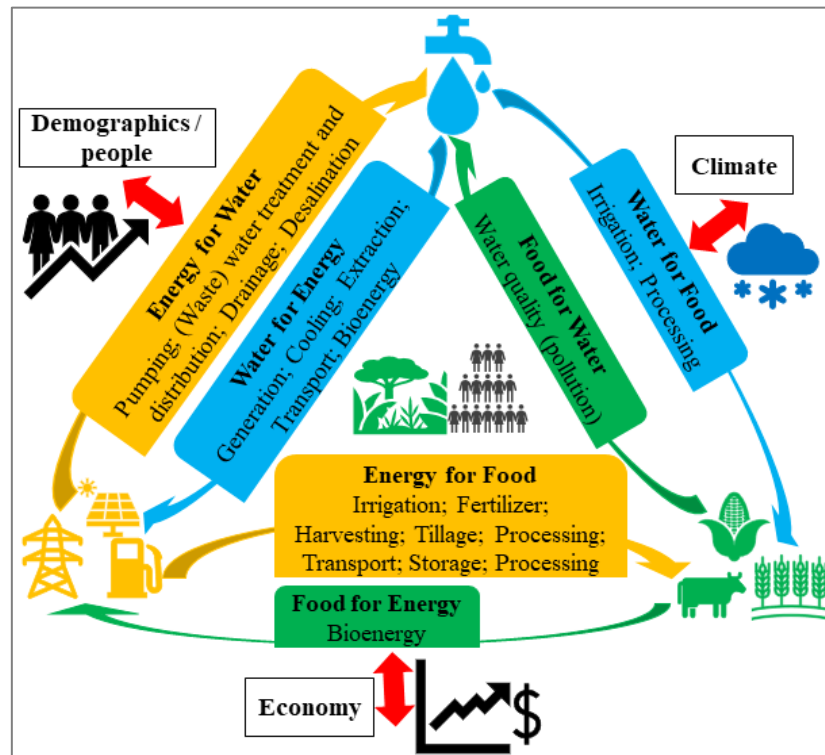 Demographics /
people
Energy for Water
Pumping; (Waste) water treatment and
distribution; Drainage; Desalination
Water for Energy
Generation; Cooling; Extraction;
Transport; Bioenergy
Food for Water
Water quality (pollution)
Water for Food
Irrigation; Processing
Climate
Energy for Food
Irrigation; Fertilizer;
Harvesting; Tillage; Processing;
Transport; Storage; Processing
Food for Energy
Bioenergy
Economy
$